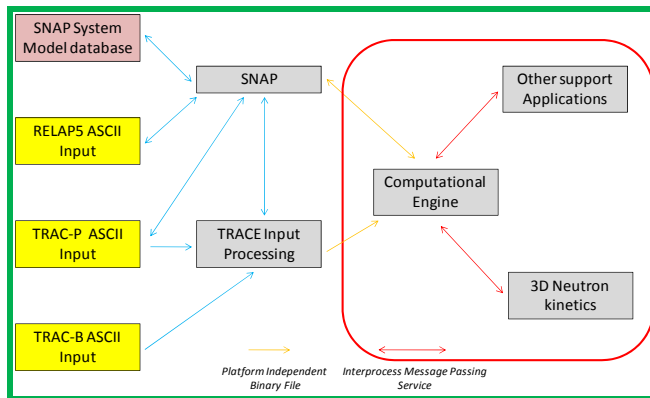 SNAP System
Model database
SNAP
Other support
Applications
RELAP5 ASCII
Input
Computational
Engine
TRAC-P ASCII
Input
TRACE Input
Processing
3D Neutron
kinetics
TRAC-B ASCII
Input
Platform Independent
Binary File
Interprocess Message Passing
Service